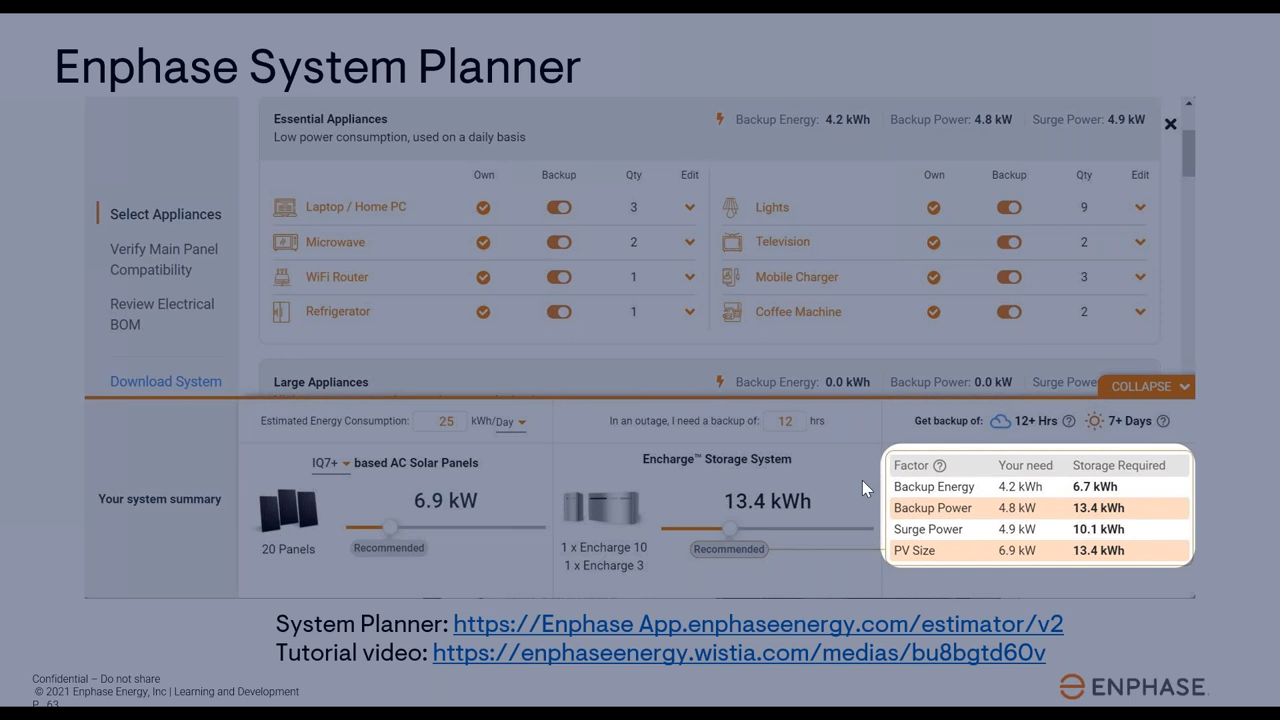 Enphase System Planner
Essential Appliances
Low power consumption, used on a daily basis
Backup Energy: 4.2 kWh
Backup Power: 4.8 kW
Surge Power: 4.9 kW
Own Backup Qty Edit
Own Backup Qty Edit
Select Appliances
Verify Main Panel
Compatibility
Review Electrical
BOM
Download System
Laptop / Home PC 3
Lights 9
Microwave 2
Television 2
WiFi Router 1
Mobile Charger 3
Refrigerator 1
Coffee Machine 2
Large Appliances
Backup Energy: 0.0 kWh
Backup Power: 0.0 kW
Surge
COLLAPSE
Your system summary
Estimated Energy Consumption: 25 kWh/Day
In an outage, I need a backup of: 12 hrs
Get backup of: 12+ Hrs ? 7+ Days ?
IQ7+ based AC Solar Panels
6.9 kW
20 Panels
Recommended
Encharge™ Storage System
13.4 kWh
1 x Encharge 10
1 x Encharge 3
Recommended
Factor ? Your need Storage Required
Backup Energy 4.2 kWh 6.7 kWh
Backup Power 4.8 kW 13.4 kWh
Surge Power 4.9 kW 10.1 kWh
PV Size 6.9 kW 13.4 kWh
System Planner: https://Enphase App.enphaseenergy.com/estimator/v2
Tutorial video: https://enphaseenergy.wistia.com/medias/bu8bgtd60v
Confidential – Do not share
© 2021 Enphase Energy, Inc | Learning and Development
P. 63
ENPHASE.